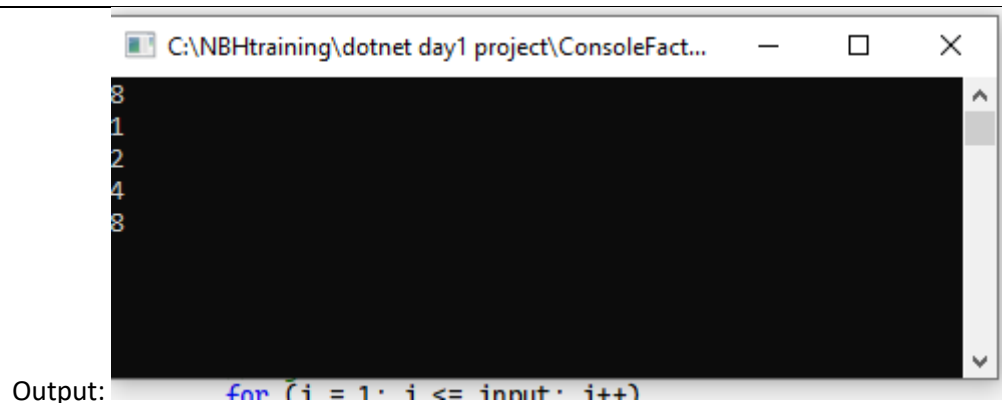 C:\NBHtraining\dotnet day1 project\ConsoleFact...
8
1
2
4
8
Output:
for (i = 1; i <= input; i++)